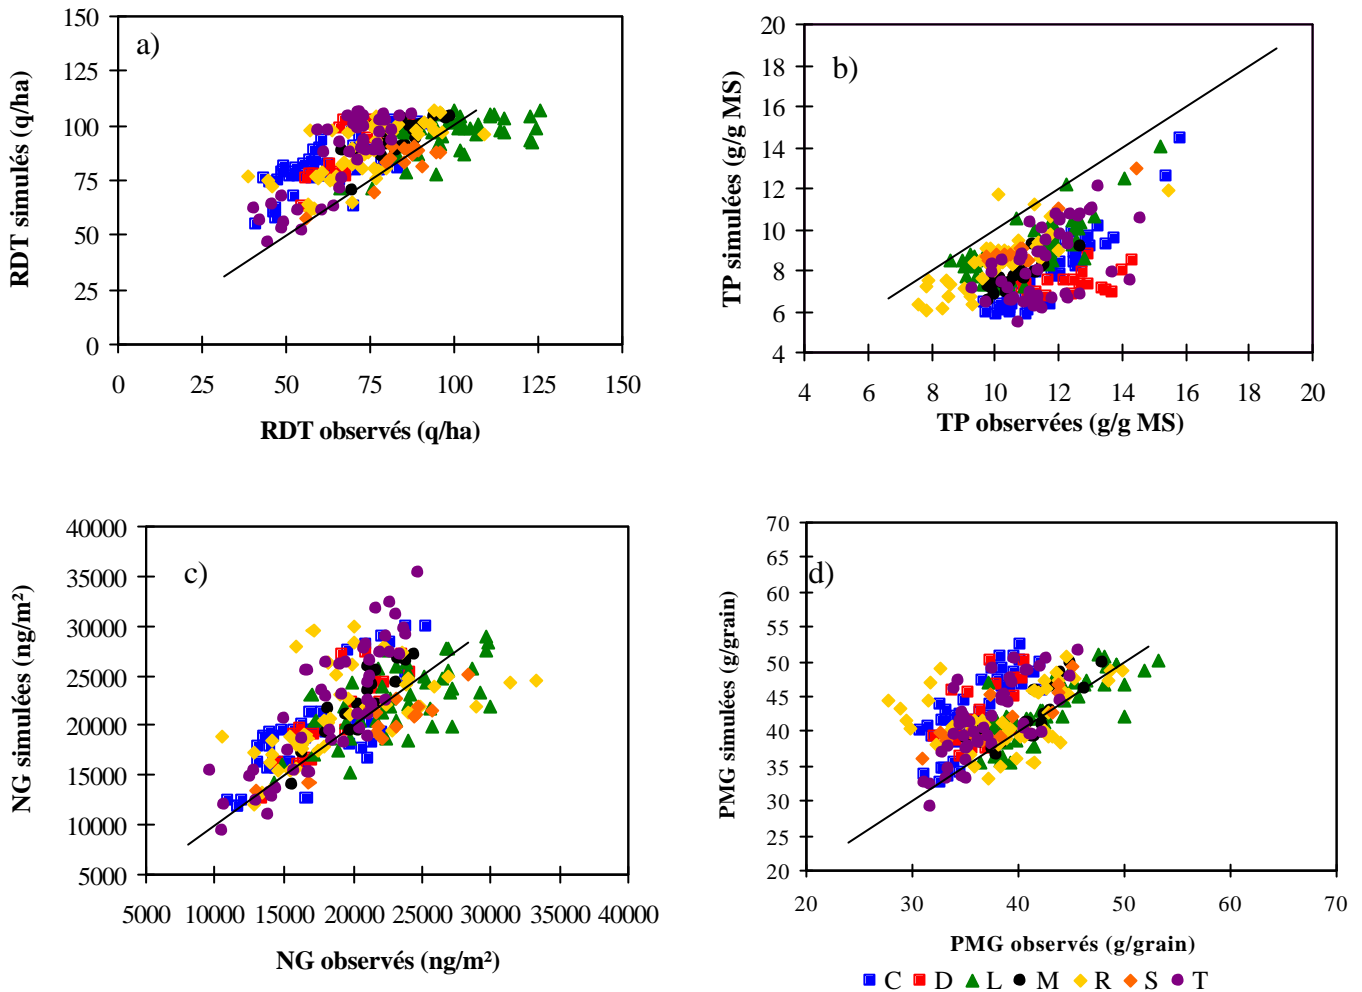 a)
RDT simulés (q/ha)
150
125
100
75
50
25
0
0 25 50 75 100 125 150
RDT observés (q/ha)
b)
TP simulées (g/g MS)
20
18
16
14
12
10
8
6
4
4 6 8 10 12 14 16 18 20
TP observées (g/g MS)
c)
NG simulées (ng/m²)
40000
35000
30000
25000
20000
15000
10000
5000
5000 10000 15000 20000 25000 30000 35000 40000
NG observés (ng/m²)
d)
PMG simulées (g/grain)
70
65
60
55
50
45
40
35
30
25
20
20 30 40 50 60 70
PMG observés (g/grain)
C D L M R S T